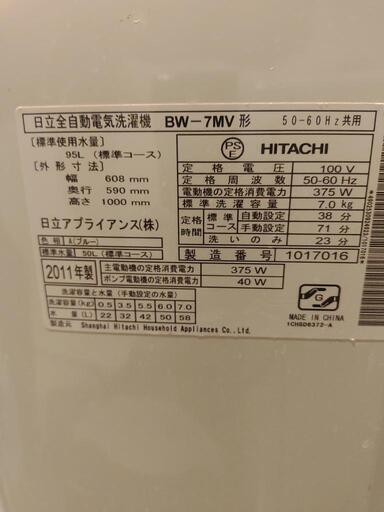 日立全自動電気洗濯機 BW-7MV 形 50-60Hz共用
[標準使用水量]
95L (標準コース)
[外形寸法]
幅 608 mm
奥行 590 mm
高さ 1000 mm
日立アプライアンス(株)
色柄 A(ブルー)
標準水量 50L (標準コース)
PSE HITACHI
定格電圧 100 V
定格周波数 50-60 Hz
電動機の定格消費電力 375 W
標準洗濯容量 7.0 kg
定格時間 標準コース 自動設定 38 分
手動設定 71 分
洗いのみ 23 分
製造番号 1017016
2011年製
主電動機の定格消費電力 375 W
ポンプ電動機の定格消費電力 40 W
洗濯容量と水量 (手動設定の水量)
洗濯容量(kg) 0.5 3.5 5.5 6.0 7.0
水量 (L) 22 32 42 50 58
製造元 Shanghai Hitachi Household Appliances Co., Ltd.
G
MADE IN CHINA
1CHSD6372-A